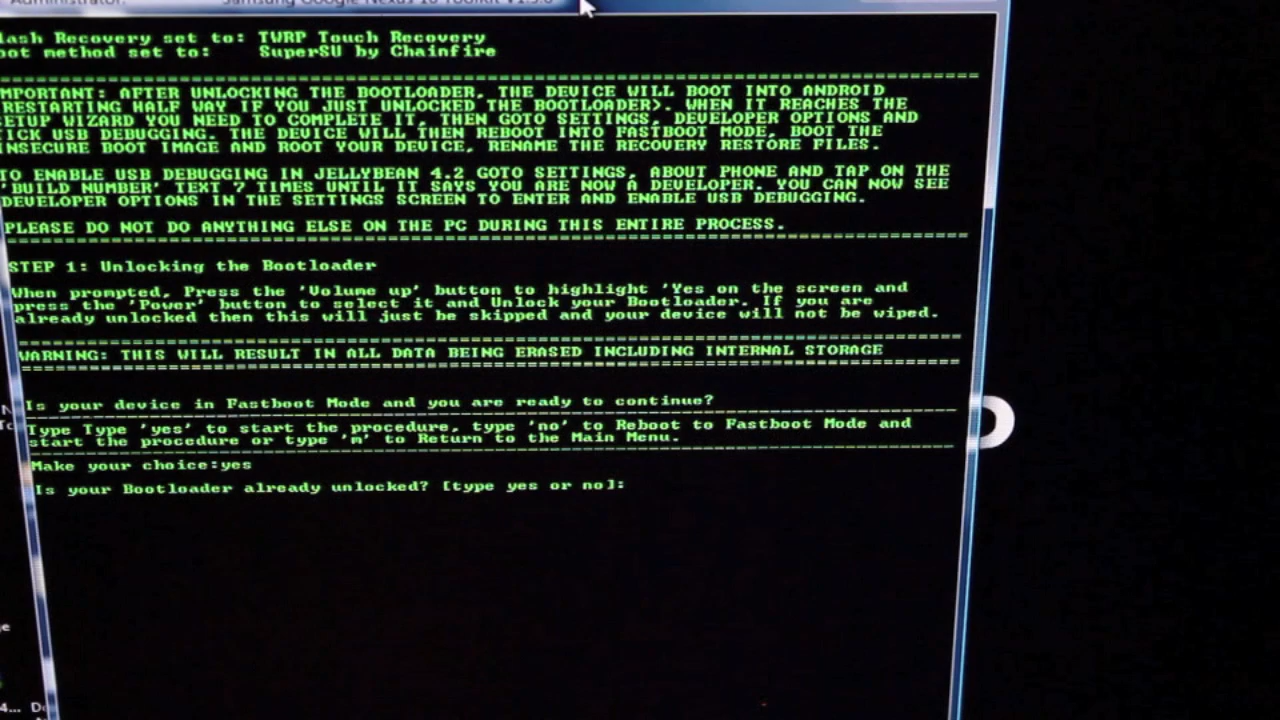 Administrator: Samsung Google Nexus 10 ToolKit V1.3.0
lash Recovery set to: TWRP Touch Recovery
oot method set to: SuperSU by Chainfire
MPORTANT: AFTER UNLOCKING THE BOOTLOADER, THE DEVICE WILL BOOT INTO ANDROID
RESTARTING HALF WAY IF YOU JUST UNLOCKED THE BOOTLOADER>. WHEN IT REACHES THE
ETUP WIZARD YOU NEED TO COMPLETE IT, THEN GOTO SETTINGS, DEVELOPER OPTIONS AND
TICK USB DEBUGGING. THE DEVICE WILL THEN REBOOT INTO FASTBOOT MODE, BOOT THE
INSECURE BOOT IMAGE AND ROOT YOUR DEVICE, RENAME THE RECOVERY RESTORE FILES.
TO ENABLE USB DEBUGGING IN JELLYBEAN 4.2 GOTO SETTINGS, ABOUT PHONE AND TAP ON THE
'BUILD NUMBER' TEXT 7 TIMES UNTIL IT SAYS YOU ARE NOW A DEVELOPER. YOU CAN NOW SEE
DEVELOPER OPTIONS IN THE SETTINGS SCREEN TO ENTER AND ENABLE USB DEBUGGING.
PLEASE DO NOT DO ANYTHING ELSE ON THE PC DURING THIS ENTIRE PROCESS.
STEP 1: Unlocking the Bootloader
When prompted, Press the 'Volume up' button to highlight 'Yes on the screen and
press the 'Power' button to select it and Unlock your Bootloader. If you are
already unlocked then this will just be skipped and your device will not be wiped.
WARNING: THIS WILL RESULT IN ALL DATA BEING ERASED INCLUDING INTERNAL STORAGE
Is your device in Fastboot Mode and you are ready to continue?
Type Type 'yes' to start the procedure, type 'no' to Reboot to Fastboot Mode and
start the procedure or type 'm' to Return to the Main Menu.
Make your choice:yes
Is your Bootloader already unlocked? [type yes or no]: